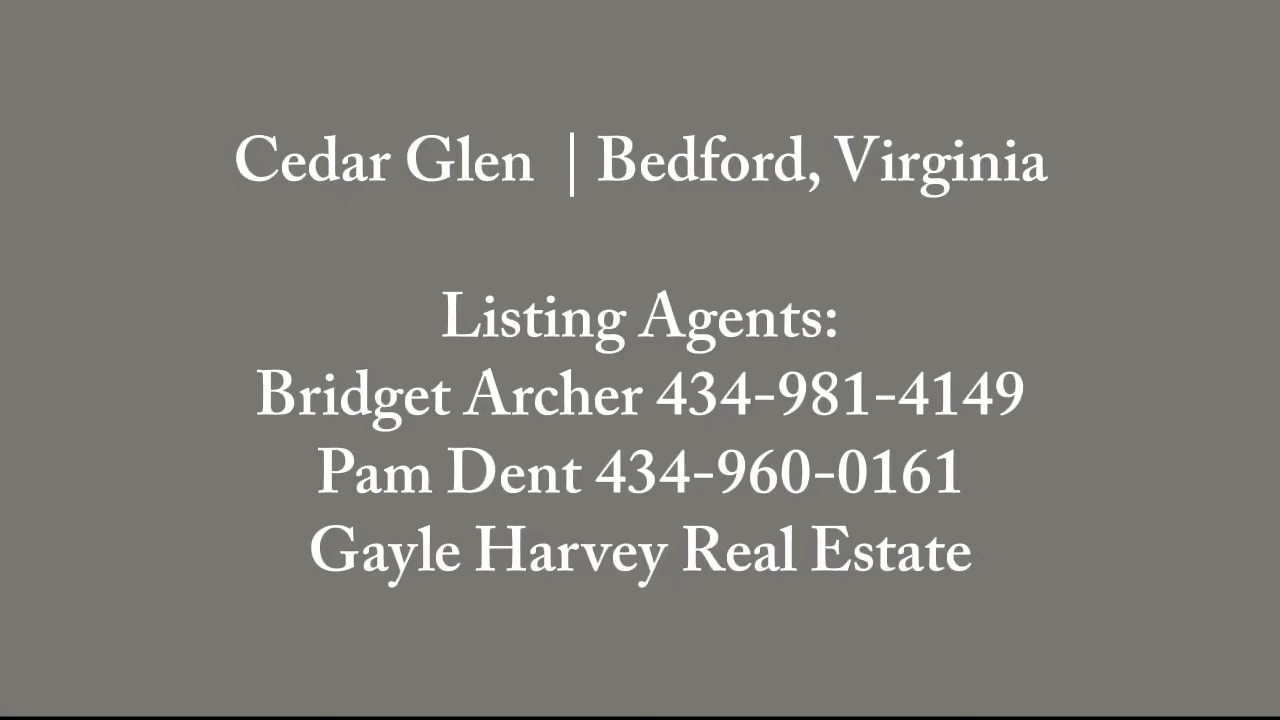 Cedar Glen | Bedford, Virginia
Listing Agents:
Bridget Archer 434-981-4149
Pam Dent 434-960-0161
Gayle Harvey Real Estate